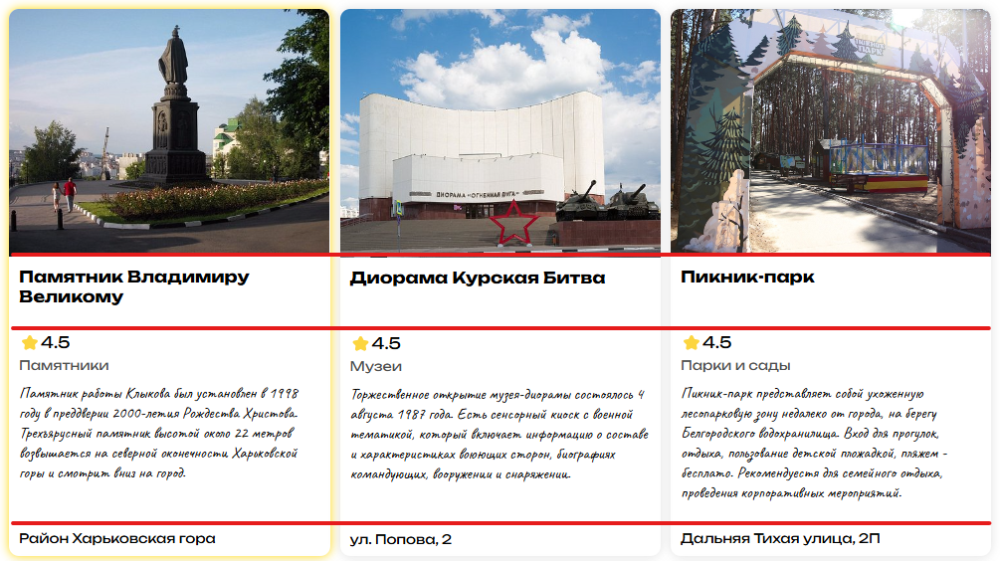 ДИОРАМА "ОГНЕННАЯ ДУГА"
Памятник Владимиру
Великому
4.5
Памятники
Памятник работы Клыкова был установлен в 1998
году в преддверии 2000-летия Рождества Христова.
Трехъярусный памятник высотой около 22 метров
возвышается на северной оконечности Харьковской
горы и смотрит вниз на город.
Район Харьковская гора
Диорама Курская Битва
4.5
Музеи
Торжественное открытие музея-диорамы состоялось 4
августа 1987 года. Есть сенсорный киоск с военной
тематикой, который включает информацию о составе
и характеристиках воюющих сторон, биографиях
командующих, вооружении и снаряжении.
ул. Попова, 2
Пикник-парк
4.5
Парки и сады
Пикник-парк представляет собой ухоженную
лесопарковую зону недалеко от города, на берегу
Белгородского водохранилища. Вход для прогулок,
отдыха, пользование детской площадкой, пляжем -
бесплато. Рекомендуестя для семейного отдыха,
проведения корпоративных мероприятий.
Дальняя Тихая улица, 2П